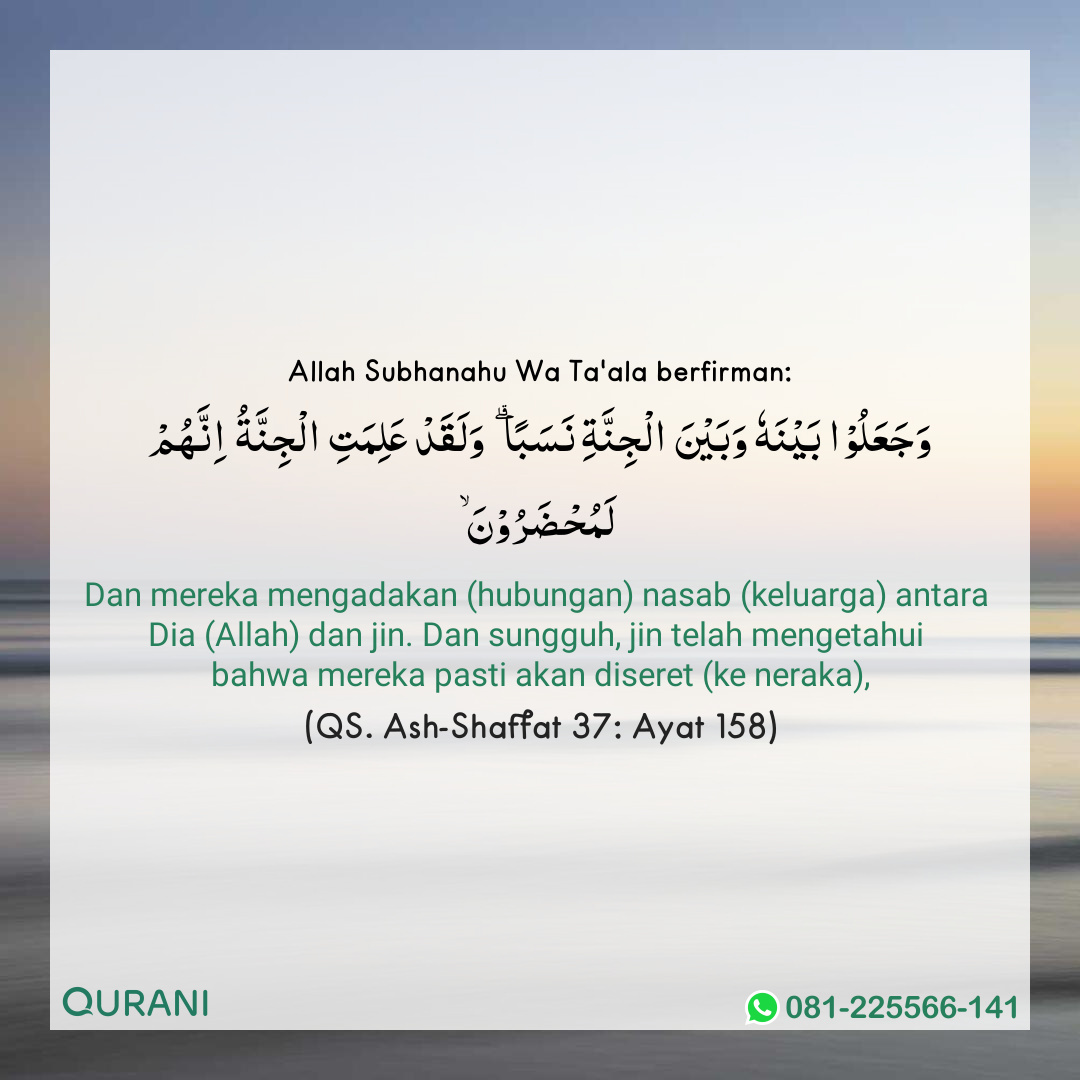 Allah Subhanahu Wa Ta'ala berfirman:
وَجَعَلُوْا بَيْنَهٗ وَبَيْنَ الْجِنَّةِ نَسَبًا ۗ وَلَقَدْ عَلِمَتِ الْجِنَّةُ اِنَّهُمْ
لَمُحْضَرُوْنَ ۙ
Dan mereka mengadakan (hubungan) nasab (keluarga) antara
Dia (Allah) dan jin. Dan sungguh, jin telah mengetahui
bahwa mereka pasti akan diseret (ke neraka),
(QS. Ash-Shaffat 37: Ayat 158)
QURANI
081-225566-141